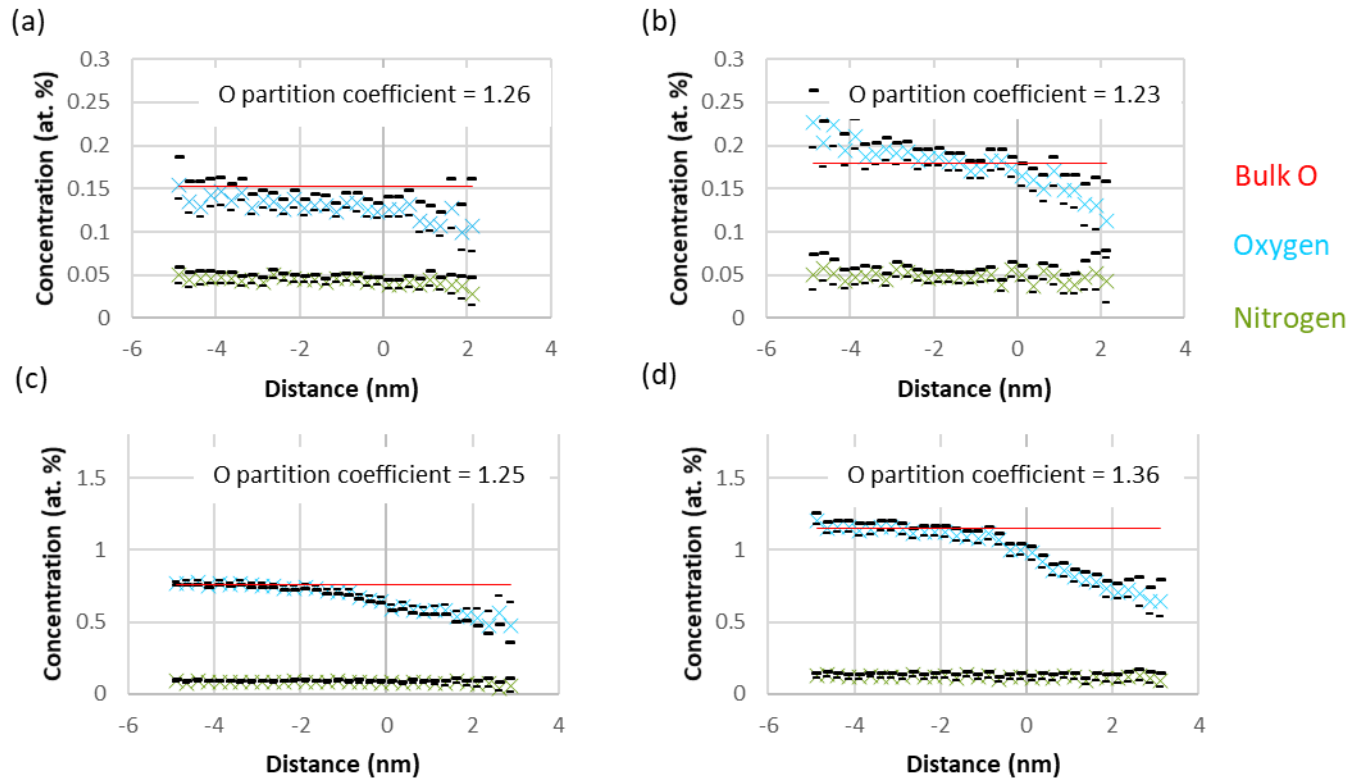 (a)
(b)
0.3
0.25
0.2
0.15
0.1
0.05
0
Concentration (at. %)
O partition coefficient = 1.26
-6
-4
-2
0
2
4
Distance (nm)
0.3
0.25
0.2
0.15
0.1
0.05
0
Concentration (at. %)
O partition coefficient = 1.23
-6
-4
-2
0
2
4
Distance (nm)
Bulk O
Oxygen
Nitrogen
(c)
(d)
1.5
1
0.5
0
Concentration (at. %)
O partition coefficient = 1.25
-6
-4
-2
0
2
4
Distance (nm)
1.5
1
0.5
0
Concentration (at. %)
O partition coefficient = 1.36
-6
-4
-2
0
2
4
Distance (nm)